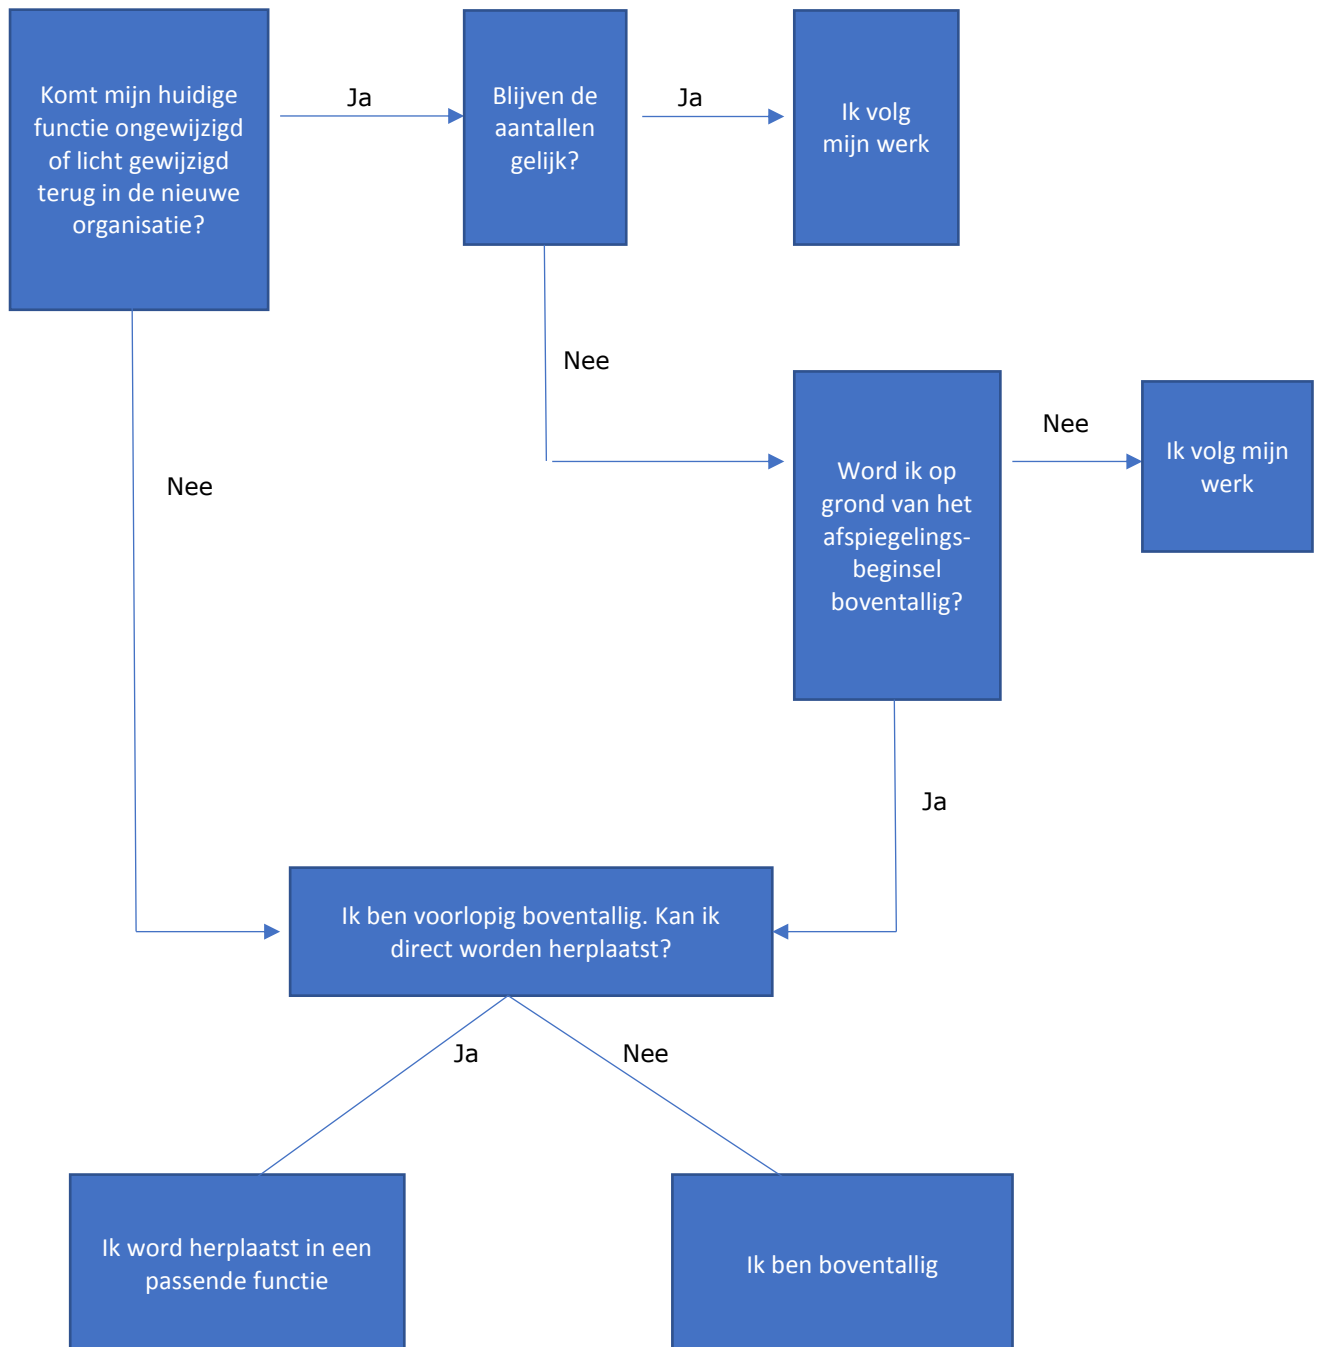 Komt mijn huidige
functie ongewijzigd
of licht gewijzigd
terug in de nieuwe
organisatie?
Ja
Blijven de
aantallen
gelijk?
Ja
Ik volg
mijn werk
Nee
Nee
Word ik op
grond van het
afspiegelings-
beginsel
boventallig?
Nee
Ik volg mijn
werk
Ja
Ik ben voorlopig boventallig. Kan ik
direct worden herplaatst?
Ja
Nee
Ik word herplaatst in een
passende functie
Ik ben boventallig